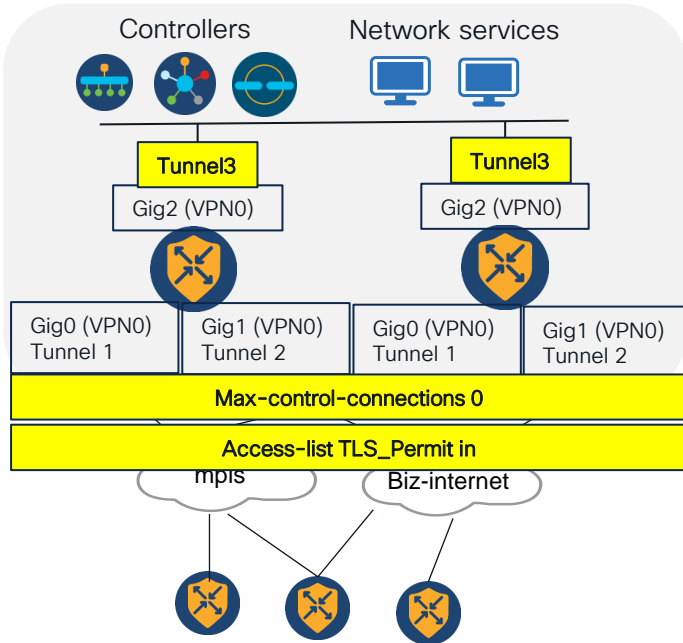 Controllers
Network services
Tunnel3
Tunnel3
Gig2 (VPN0)
Gig2 (VPN0)
Gig0 (VPN0)
Tunnel 1
Gig1 (VPN0)
Tunnel 2
Gig0 (VPN0)
Tunnel 1
Gig1 (VPN0)
Tunnel 2
Max-control-connections 0
Access-list TLS_Permit in
mpls
Biz-internet